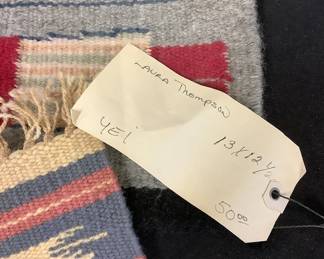 LAURA Thompson
YEi
13 X 12 1/2
50.00